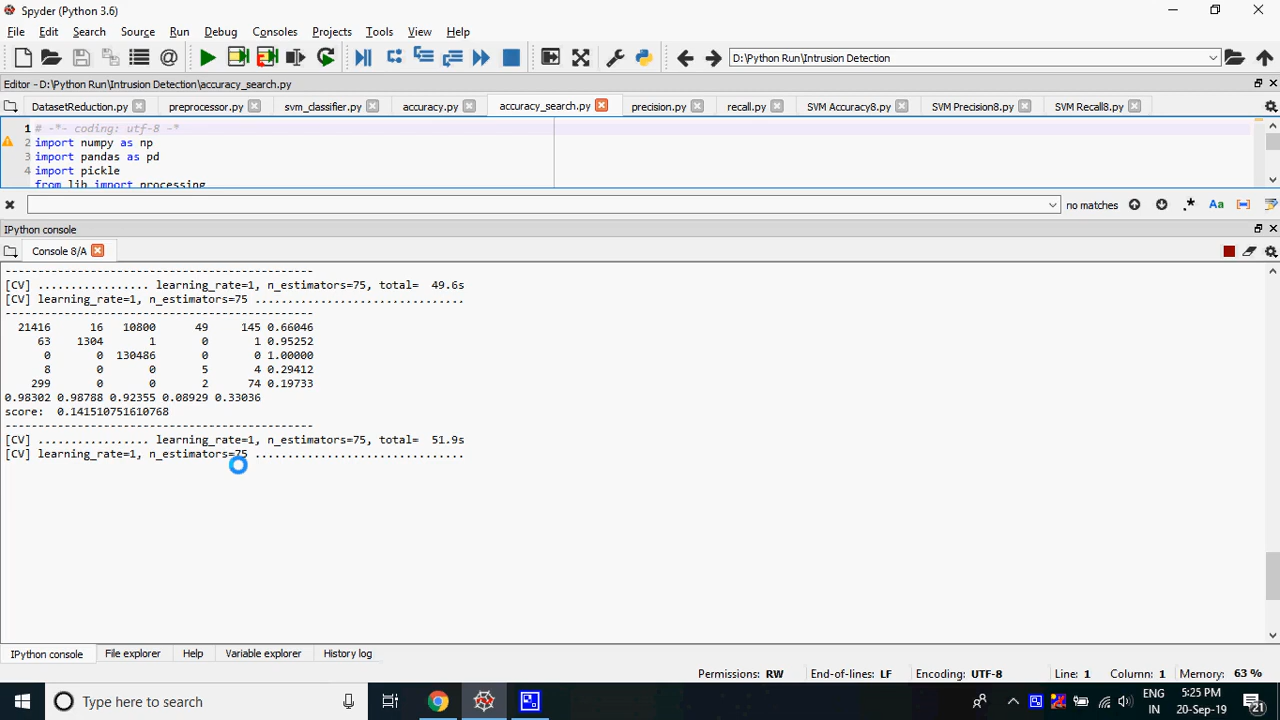 Spyder (Python 3.6)
File Edit Search Source Run Debug Consoles Projects Tools View Help
D:\Python Run\Intrusion Detection
Editor - D:\Python Run\Intrusion Detection\accuracy_search.py
DatasetReduction.py preprocessor.py svm_classifier.py accuracy.py accuracy_search.py precision.py recall.py SVM Accuracy8.py SVM Precision8.py SVM Recall8.py
1 # -*- coding: utf-8 -*
2 import numpy as np
3 import pandas as pd
4 import pickle
from lib import processing
no matches .* Aa
IPython console
Console 8/A
-----------------------------------------------
[CV] ................. learning_rate=1, n_estimators=75, total=  49.6s
[CV] learning_rate=1, n_estimators=75 ................................
-----------------------------------------------
21416 16 10800 49 145 0.66046
63 1304 1 0 1 0.95252
0 0 130486 0 0 1.00000
8 0 0 5 4 0.29412
299 0 0 2 74 0.19733
0.98302 0.98788 0.92355 0.08929 0.33036
score:  0.141510751610768
-----------------------------------------------
[CV] ................. learning_rate=1, n_estimators=75, total=  51.9s
[CV] learning_rate=1, n_estimators=75 ................................
IPython console File explorer Help Variable explorer History log
Permissions: RW End-of-lines: LF Encoding: UTF-8 Line: 1 Column: 1 Memory: 63 %
Type here to search
ENG
IN
5:25 PM
20-Sep-19
21